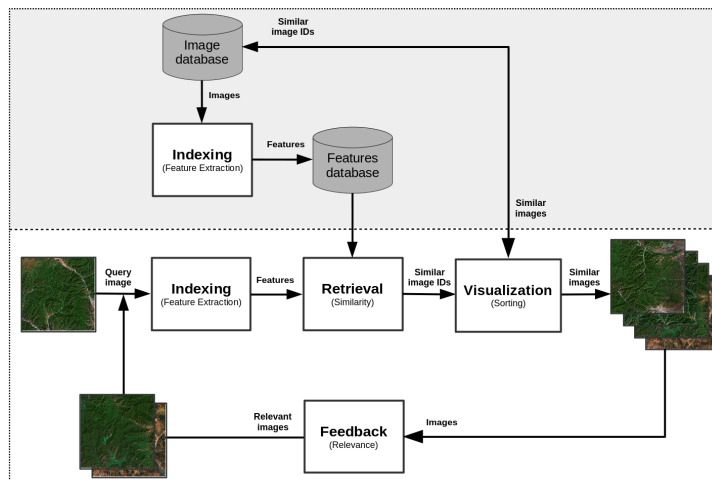 Similar
image IDs
Image
database
Images
Indexing
(Feature Extraction)
Features
Features
database
Similar
images
Query
image
Indexing
(Feature Extraction)
Features
Retrieval
(Similarity)
Similar
image IDs
Visualization
(Sorting)
Similar
images
Relevant
images
Feedback
(Relevance)
Images